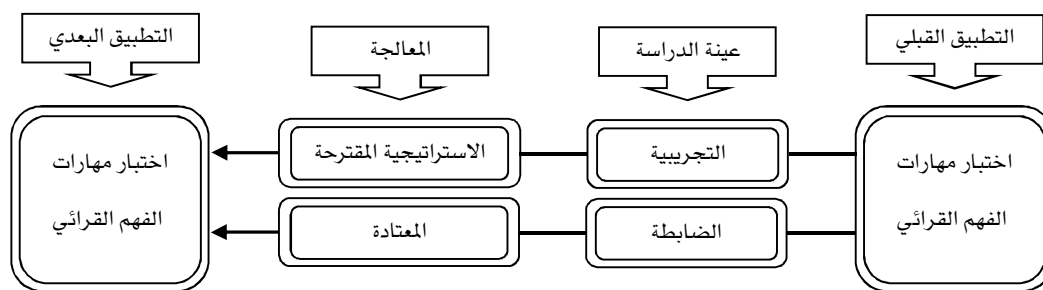 التطبيق القبلي
عينة الدراسة
المعالجة
التطبيق البعدي
اختبار مهارات
الفهم القرائي
التجريبية
الاستراتيجية المقترحة
الضابطة
المعتادة
اختبار مهارات
الفهم القرائي